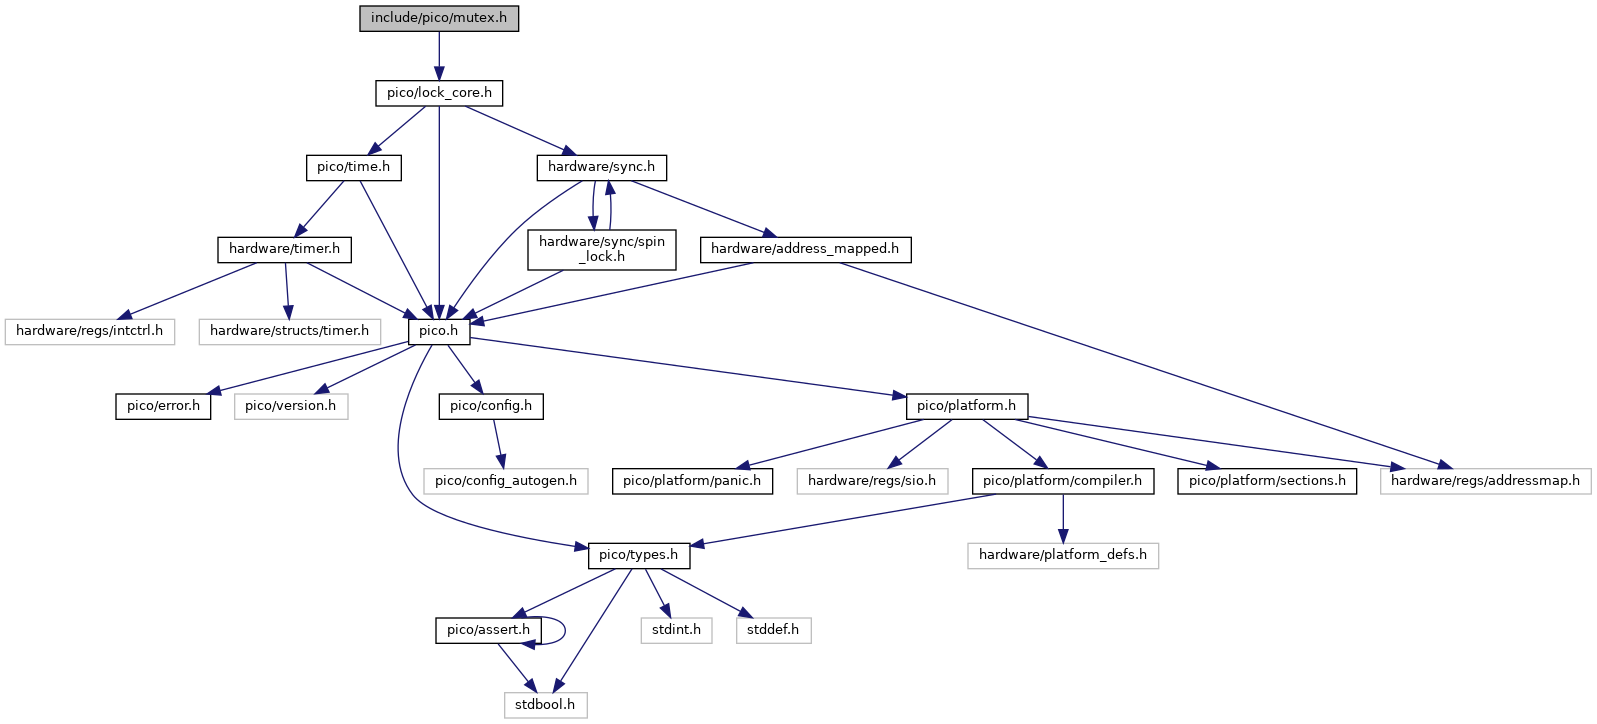 include/pico/mutex.h
pico/lock_core.h
pico/time.h
hardware/sync.h
hardware/timer.h
hardware/sync/spin
_lock.h
hardware/address_mapped.h
hardware/regs/intctrl.h
hardware/structs/timer.h
pico.h
pico/error.h
pico/version.h
pico/config.h
pico/platform.h
pico/config_autogen.h
pico/platform/panic.h
hardware/regs/sio.h
pico/platform/compiler.h
pico/platform/sections.h
hardware/regs/addressmap.h
pico/types.h
hardware/platform_defs.h
pico/assert.h
stdint.h
stddef.h
stdbool.h